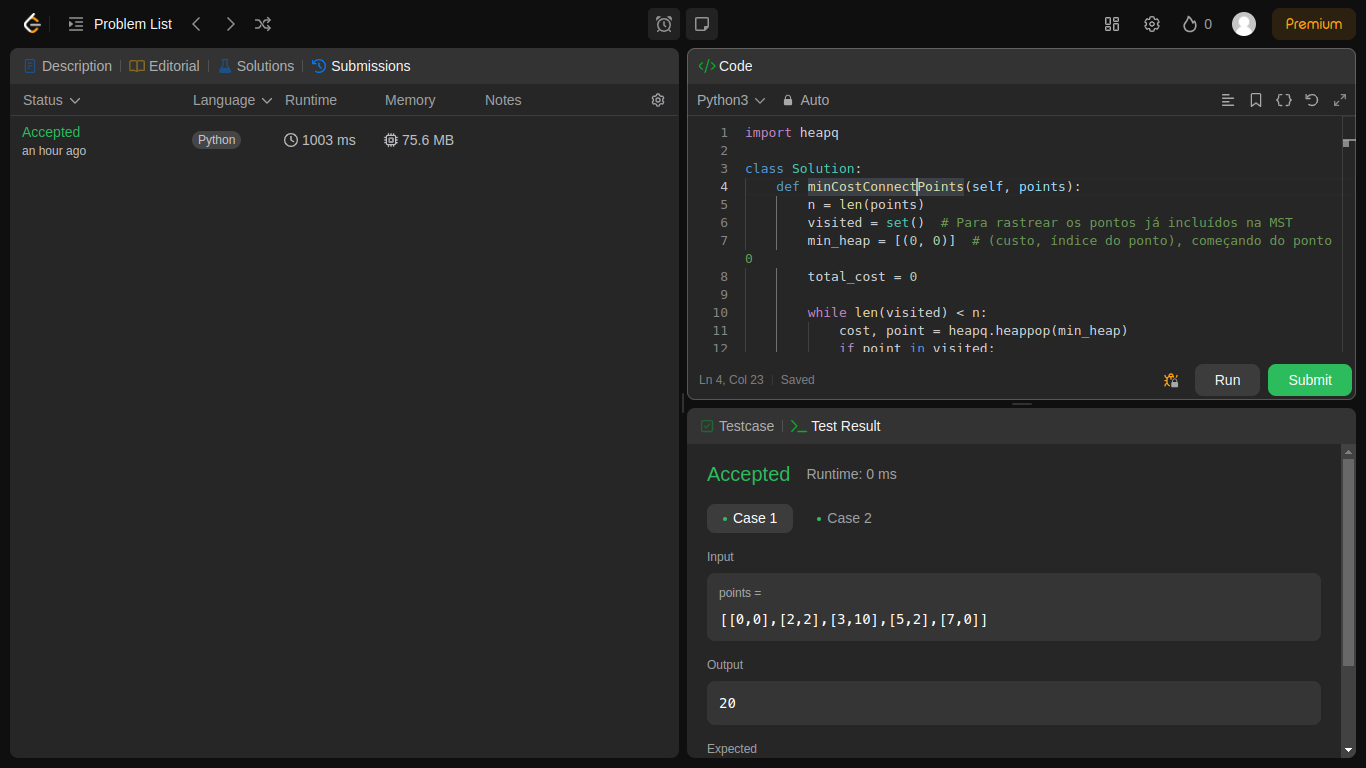 Problem List
0
Premium
Description
Editorial
Solutions
Submissions
Status
Language
Runtime
Memory
Notes
Accepted
an hour ago
Python
1003 ms
75.6 MB
Code
Python3
Auto
1 import heapq
2
3 class Solution:
4 def minCostConnectPoints(self, points):
5 n = len(points)
6 visited = set()  # Para rastrear os pontos já incluídos na MST
7 min_heap = [(0, 0)]  # (custo, índice do ponto), começando do ponto
0
8 total_cost = 0
9
10 while len(visited) < n:
11 cost, point = heapq.heappop(min_heap)
12 if point in visited:
Ln 4, Col 23
Saved
Run
Submit
Testcase
Test Result
Accepted
Runtime: 0 ms
Case 1
Case 2
Input
points =
[[0,0],[2,2],[3,10],[5,2],[7,0]]
Output
20
Expected